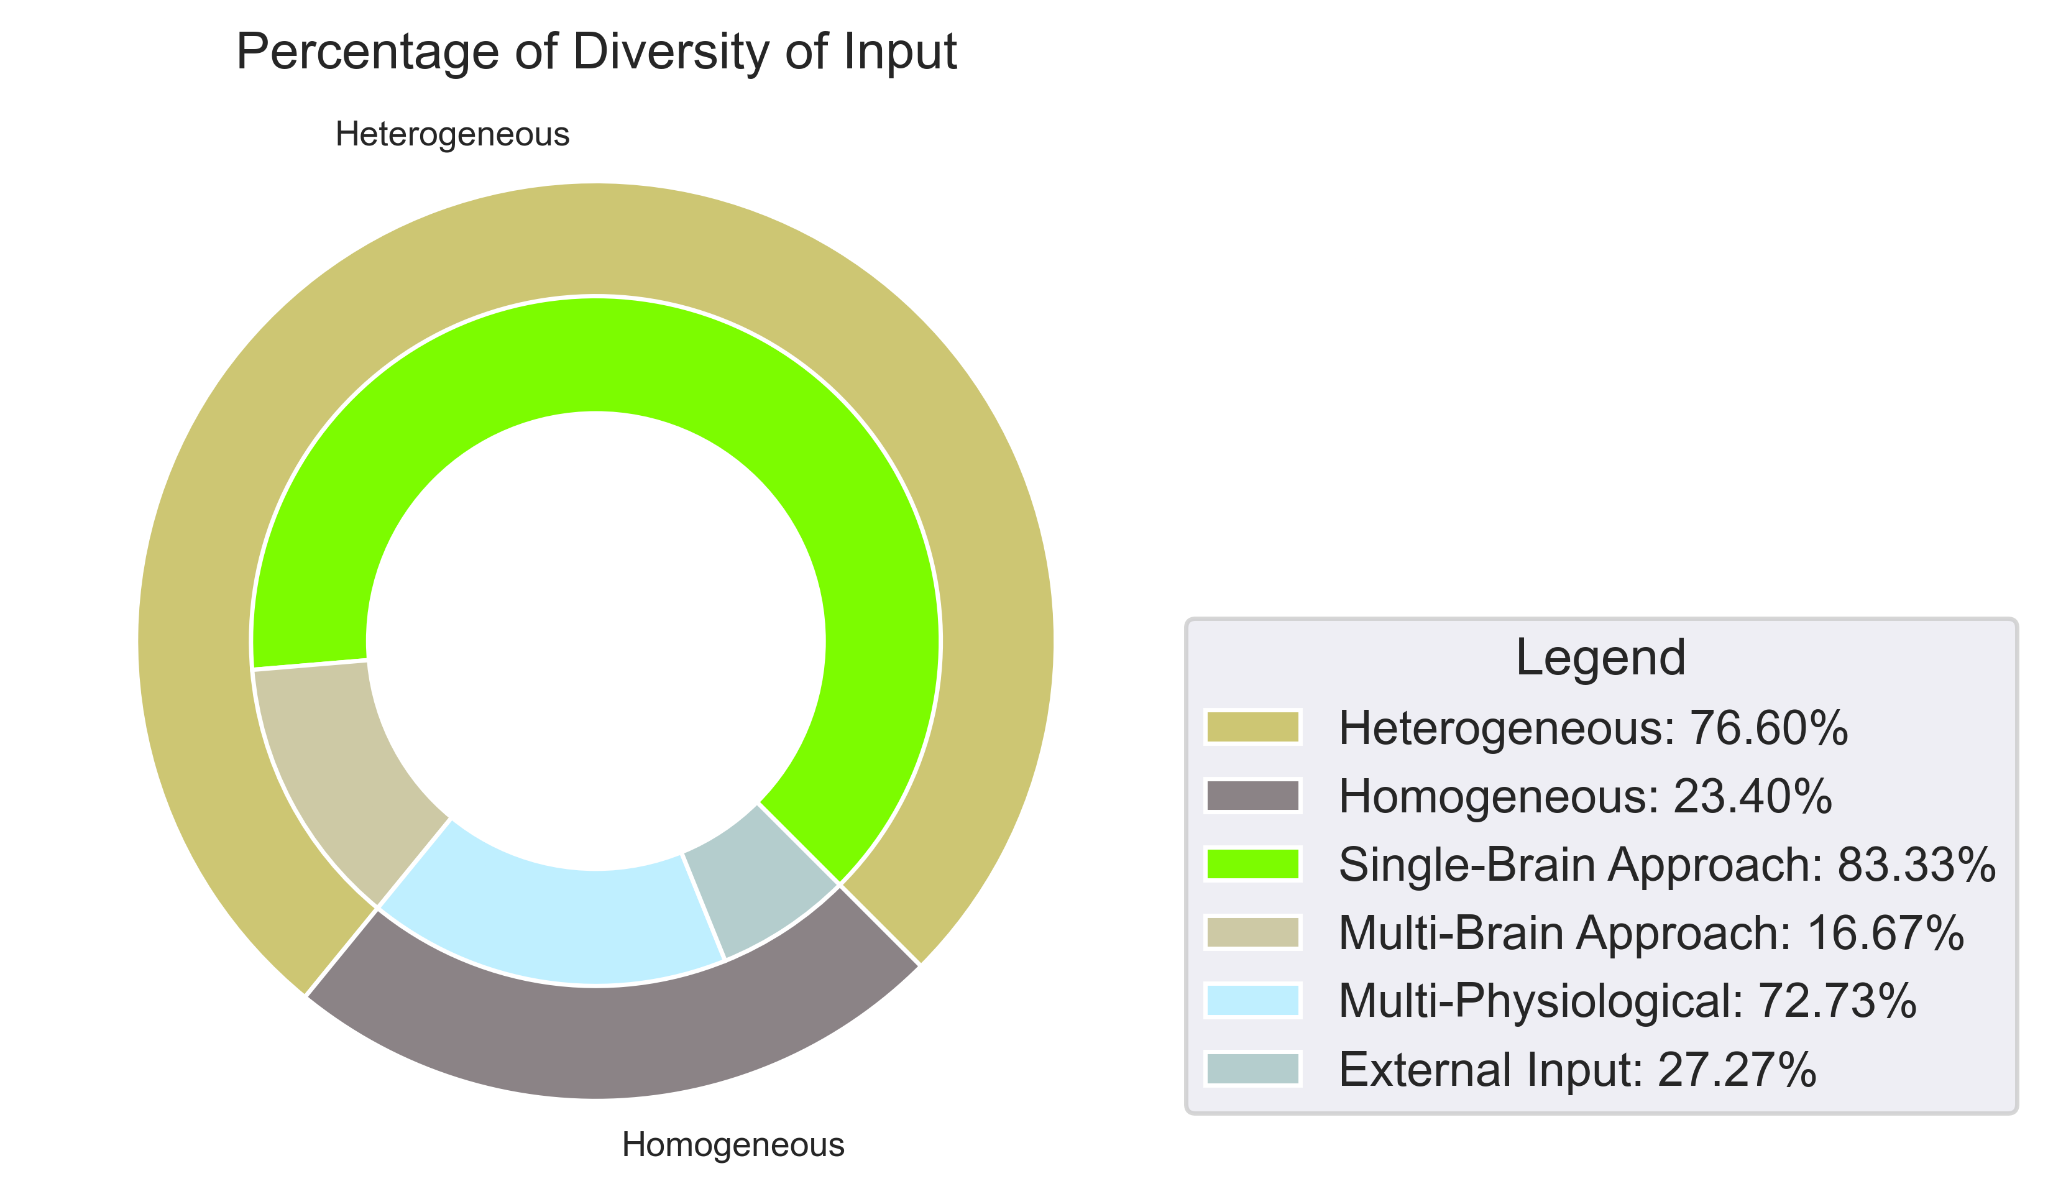 Percentage of Diversity of Input
Heterogeneous
Homogeneous
Legend
Heterogeneous: 76.60%
Homogeneous: 23.40%
Single-Brain Approach: 83.33%
Multi-Brain Approach: 16.67%
Multi-Physiological: 72.73%
External Input: 27.27%